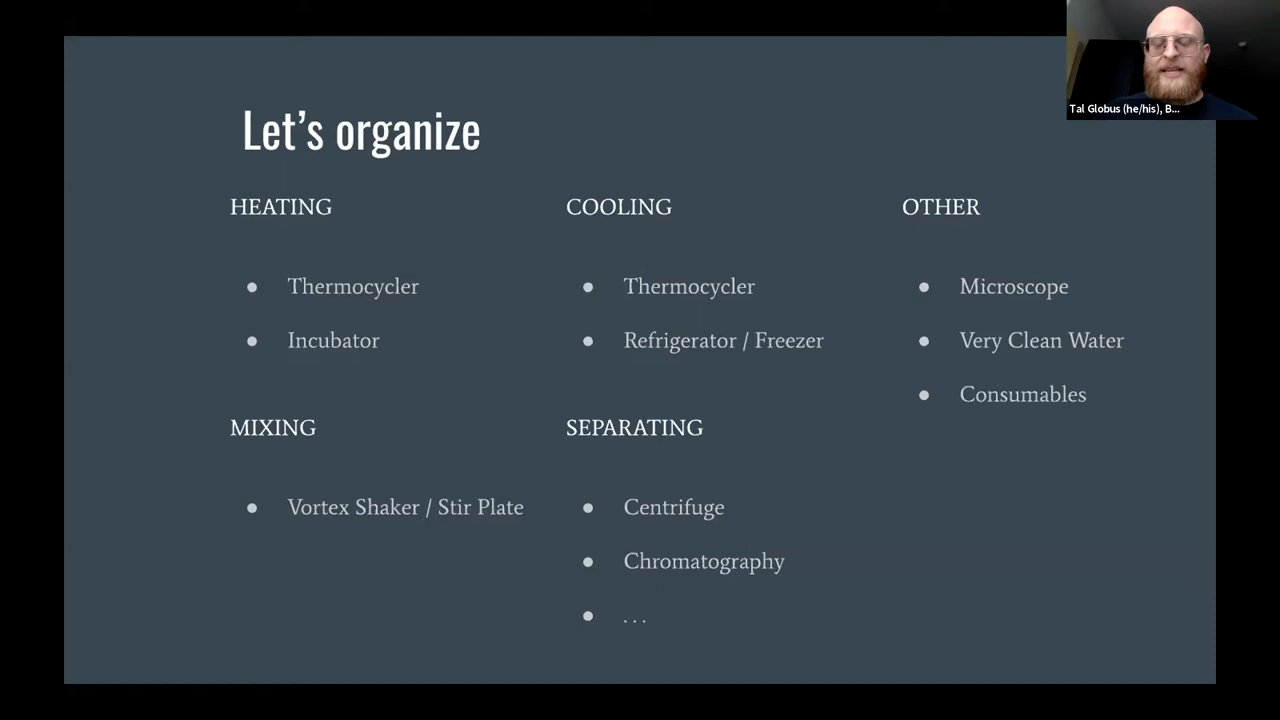 Let's organize
HEATING
Thermocycler
Incubator
COOLING
Thermocycler
Refrigerator / Freezer
OTHER
Microscope
Very Clean Water
Consumables
MIXING
Vortex Shaker / Stir Plate
SEPARATING
Centrifuge
Chromatography
...
Tal Globus (he/his), B...